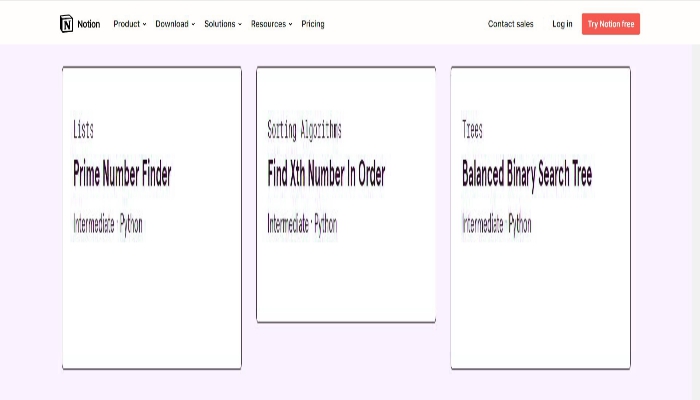 Notion Product Download Solutions Resources Pricing Contact sales Log in Try Notion free
Lists
Prime Number Finder
Intermediate · Python
Sorting Algorithms
Find Xth Number In Order
Intermediate · Python
Trees
Balanced Binary Search Tree
Intermediate · Python